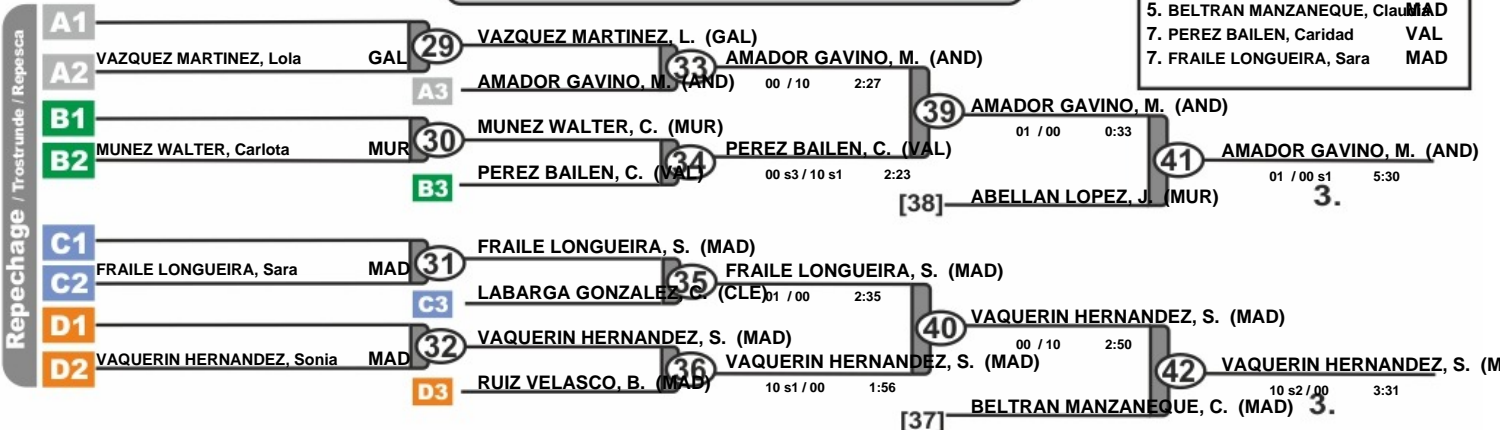 5. BELTRAN MANZANEQUE, Claudia MAD
7. PEREZ BAILEN, Caridad VAL
7. FRAILE LONGUEIRA, Sara MAD
Repechage / Trostrunde / Repesca
A1
VAZQUEZ MARTINEZ, Lola GAL
A2
29
VAZQUEZ MARTINEZ, L. (GAL)
A3
AMADOR GAVINO, M. (AND)
33
AMADOR GAVINO, M. (AND)
00 / 10 2:27
B1
MUNEZ WALTER, Carlota MUR
B2
30
MUNEZ WALTER, C. (MUR)
B3
PEREZ BAILEN, C. (VAL)
34
PEREZ BAILEN, C. (VAL)
00 s3 / 10 s1 2:23
39
AMADOR GAVINO, M. (AND)
01 / 00 0:33
[38]
ABELLAN LOPEZ, J. (MUR)
41
AMADOR GAVINO, M. (AND)
01 / 00 s1 5:30
3.
C1
FRAILE LONGUEIRA, Sara MAD
C2
31
FRAILE LONGUEIRA, S. (MAD)
C3
LABARGA GONZALEZ, C. (CLE)
35
FRAILE LONGUEIRA, S. (MAD)
01 / 00 2:35
D1
VAQUERIN HERNANDEZ, Sonia MAD
D2
32
VAQUERIN HERNANDEZ, S. (MAD)
D3
RUIZ VELASCO, B. (MAD)
36
VAQUERIN HERNANDEZ, S. (MAD)
10 s1 / 00 1:56
40
VAQUERIN HERNANDEZ, S. (MAD)
00 / 10 2:50
[37]
BELTRAN MANZANEQUE, C. (MAD)
42
VAQUERIN HERNANDEZ, S. (M
10 s2 / 00 3:31
3.